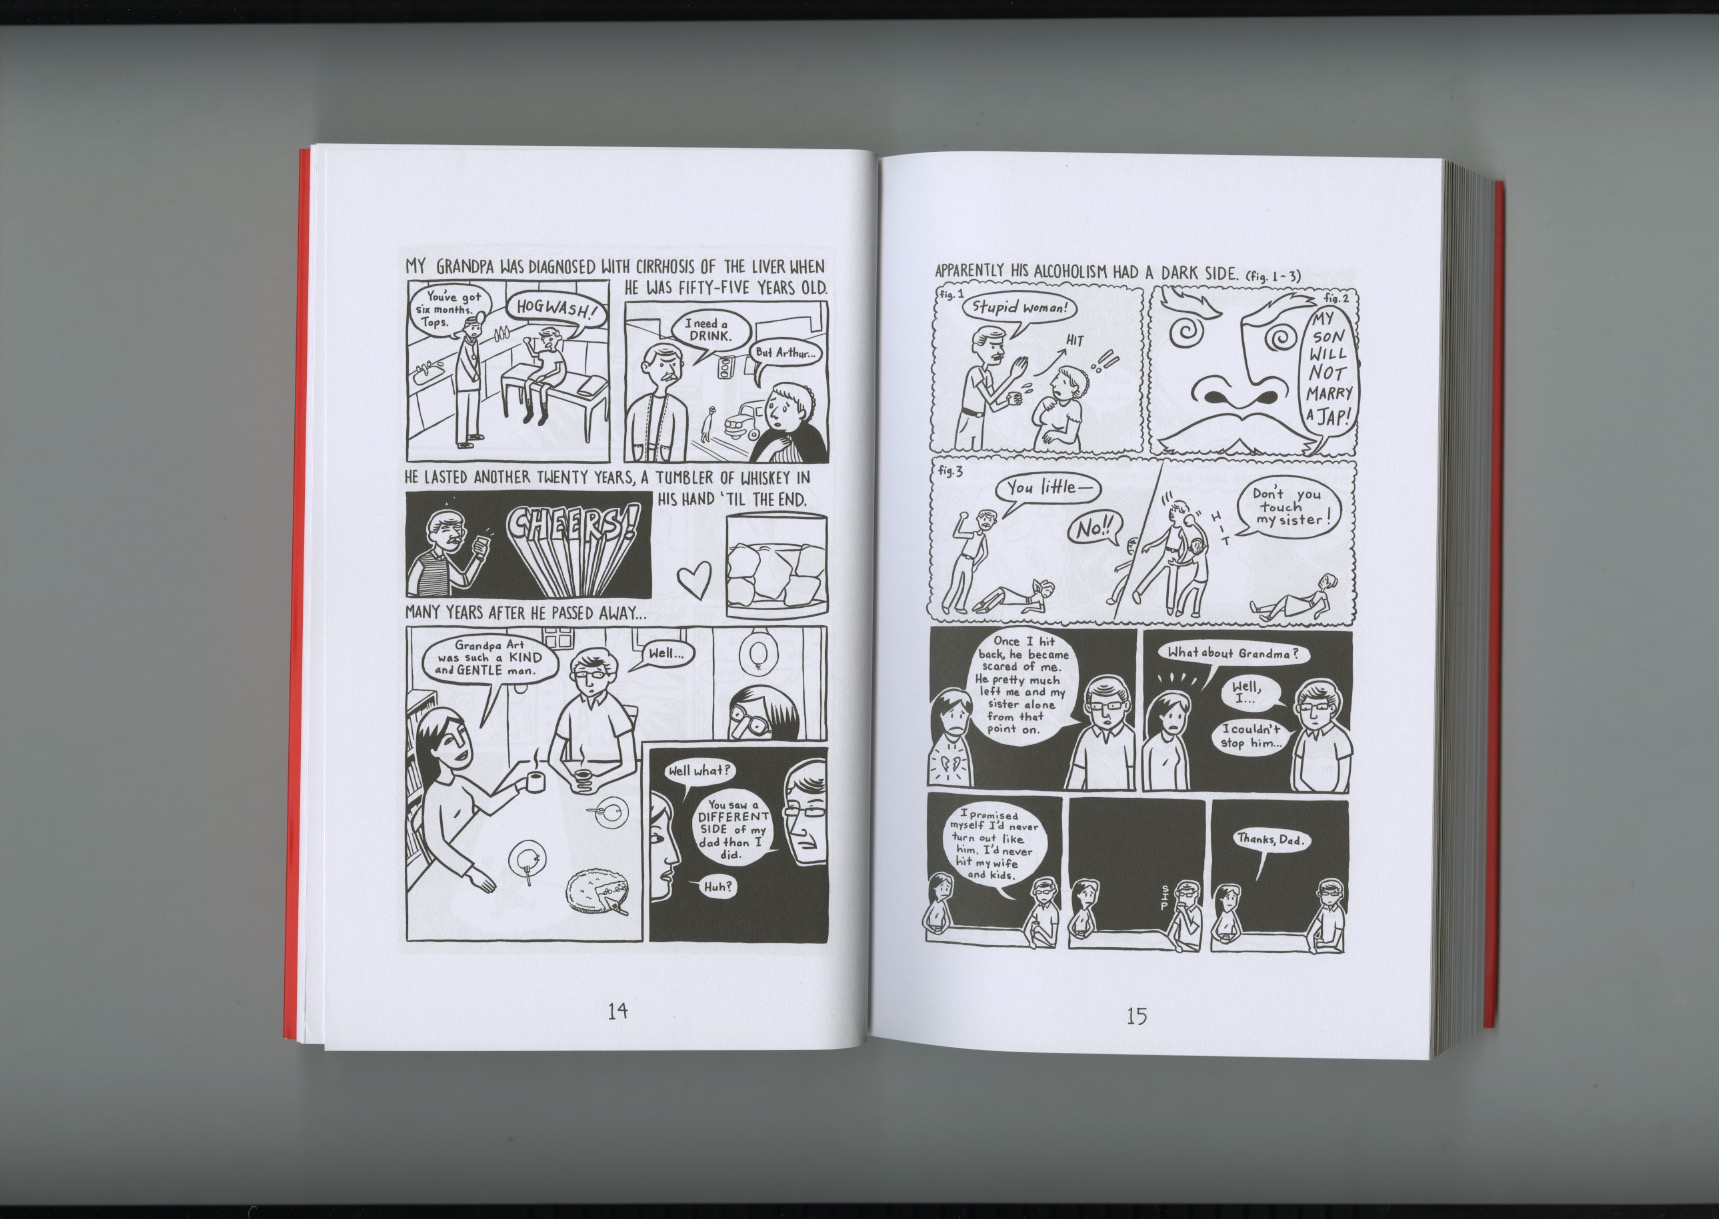 MY GRANDPA WAS DIAGNOSED WITH CIRRHOSIS OF THE LIVER WHEN
HE WAS FIFTY-FIVE YEARS OLD.
You've got
six months.
Tops.
HOGWASH!
I need a
DRINK.
But Arthur...
HE LASTED ANOTHER TWENTY YEARS, A TUMBLER OF WHISKEY IN
HIS HAND 'TIL THE END.
CHEERS!
MANY YEARS AFTER HE PASSED AWAY...
Grandpa Art
was such a KIND
and GENTLE man.
Well...
Well what?
You saw a
DIFFERENT
SIDE of my
dad than I
did.
Huh?
14
APPARENTLY HIS ALCOHOLISM HAD A DARK SIDE. (fig. 1-3)
fig. 1
Stupid woman!
HIT
!!
fig. 2
MY
SON
WILL
NOT
MARRY
A JAP!
fig. 3
You little—
No!!
HIT
Don't you
touch
my sister!
Once I hit
back, he became
scared of me.
He pretty much
left me and my
sister alone
from that
point on.
What about Grandma?
Well,
I...
I couldn't
stop him...
I promised
myself I'd never
turn out like
him. I'd never
hit my wife
and kids.
SIP
Thanks, Dad.
15